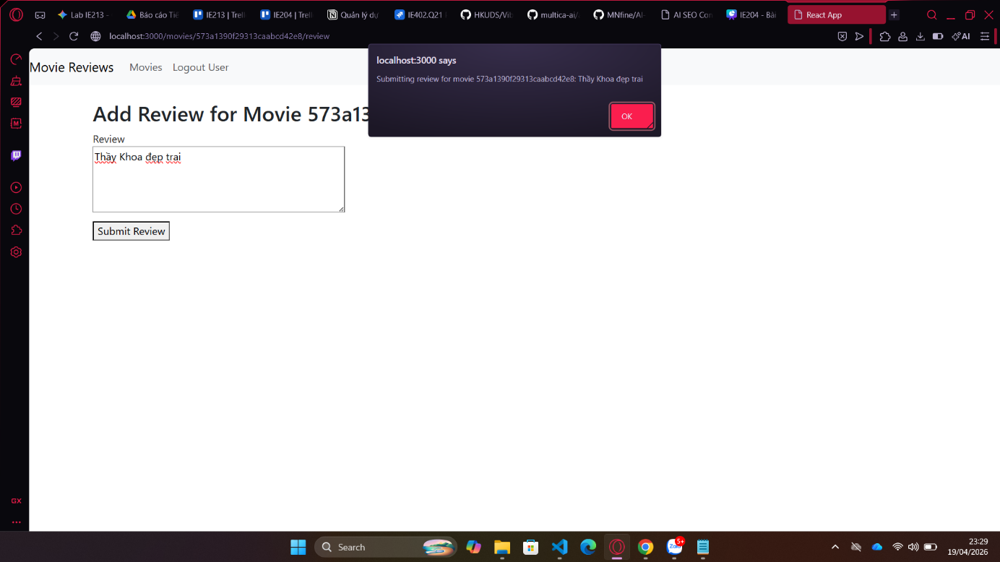 Lab IE213 -
Báo cáo Tiể
IE213 | Trell
IE204 | Trell
Quản lý dự
IE402.Q21
HKUDS/Vib
multica-ai/
MNfine/AI-
AI SEO Con
IE204 - Bài
React App
localhost:3000/movies/573a1390f29313caabcd42e8/review
AI
Movie Reviews
Movies
Logout User
localhost:3000 says
Submitting review for movie 573a1390f29313caabcd42e8: Thầy Khoa đẹp trai
OK
Add Review for Movie 573a13
Review
Thầy Khoa đẹp trai
Submit Review
M
GX
Search
Zalo
5+
23:29
19/04/2026